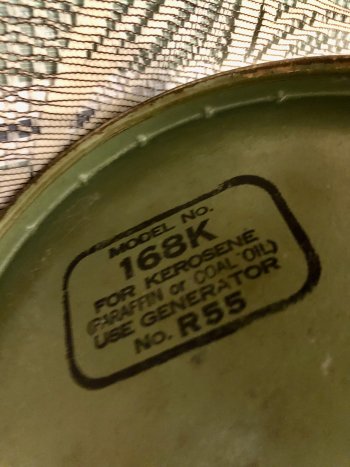 MODEL No.
168K
FOR KEROSENE
(PARAFFIN or COAL OIL)
USE GENERATOR
No. R55